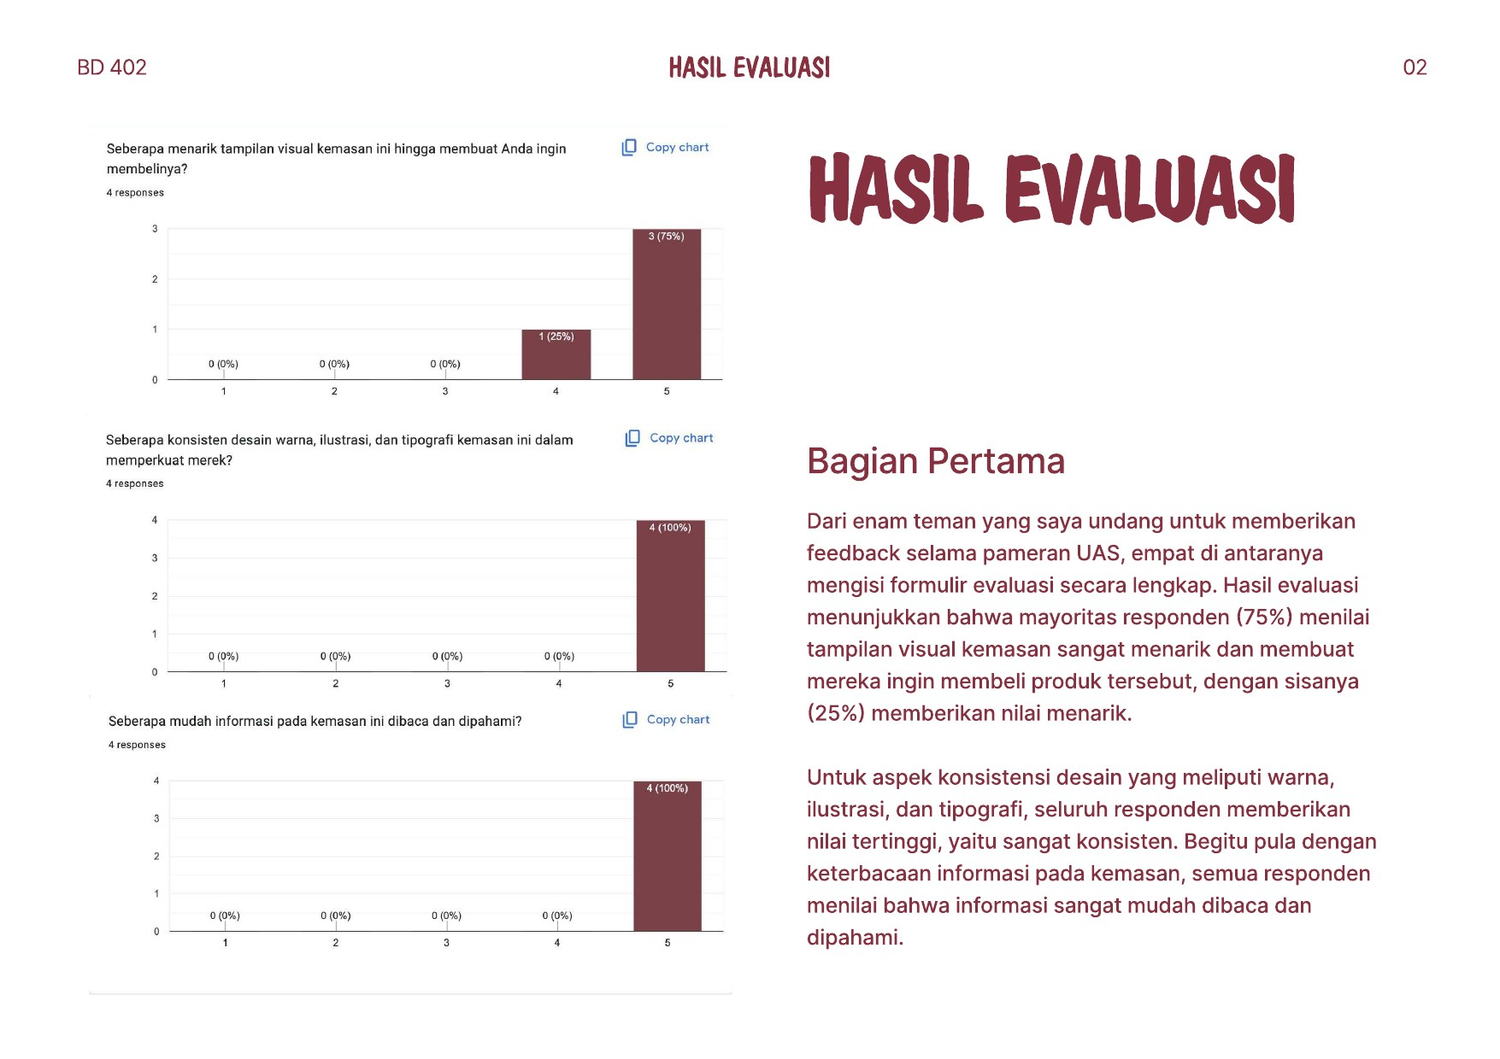 BD 402
HASIL EVALUASI
02
Seberapa menarik tampilan visual kemasan ini hingga membuat Anda ingin
membelinya?
Copy chart
4 responses
3
2
1
0
0 (0%)
0 (0%)
0 (0%)
1 (25%)
3 (75%)
1
2
3
4
5
Seberapa konsisten desain warna, ilustrasi, dan tipografi kemasan ini dalam
memperkuat merek?
Copy chart
4 responses
4
3
2
1
0
0 (0%)
0 (0%)
0 (0%)
0 (0%)
4 (100%)
1
2
3
4
5
Seberapa mudah informasi pada kemasan ini dibaca dan dipahami?
Copy chart
4 responses
4
3
2
1
0
0 (0%)
0 (0%)
0 (0%)
0 (0%)
4 (100%)
1
2
3
4
5
HASIL EVALUASI
Bagian Pertama
Dari enam teman yang saya undang untuk memberikan
feedback selama pameran UAS, empat di antaranya
mengisi formulir evaluasi secara lengkap. Hasil evaluasi
menunjukkan bahwa mayoritas responden (75%) menilai
tampilan visual kemasan sangat menarik dan membuat
mereka ingin membeli produk tersebut, dengan sisanya
(25%) memberikan nilai menarik.
Untuk aspek konsistensi desain yang meliputi warna,
ilustrasi, dan tipografi, seluruh responden memberikan
nilai tertinggi, yaitu sangat konsisten. Begitu pula dengan
keterbacaan informasi pada kemasan, semua responden
menilai bahwa informasi sangat mudah dibaca dan
dipahami.